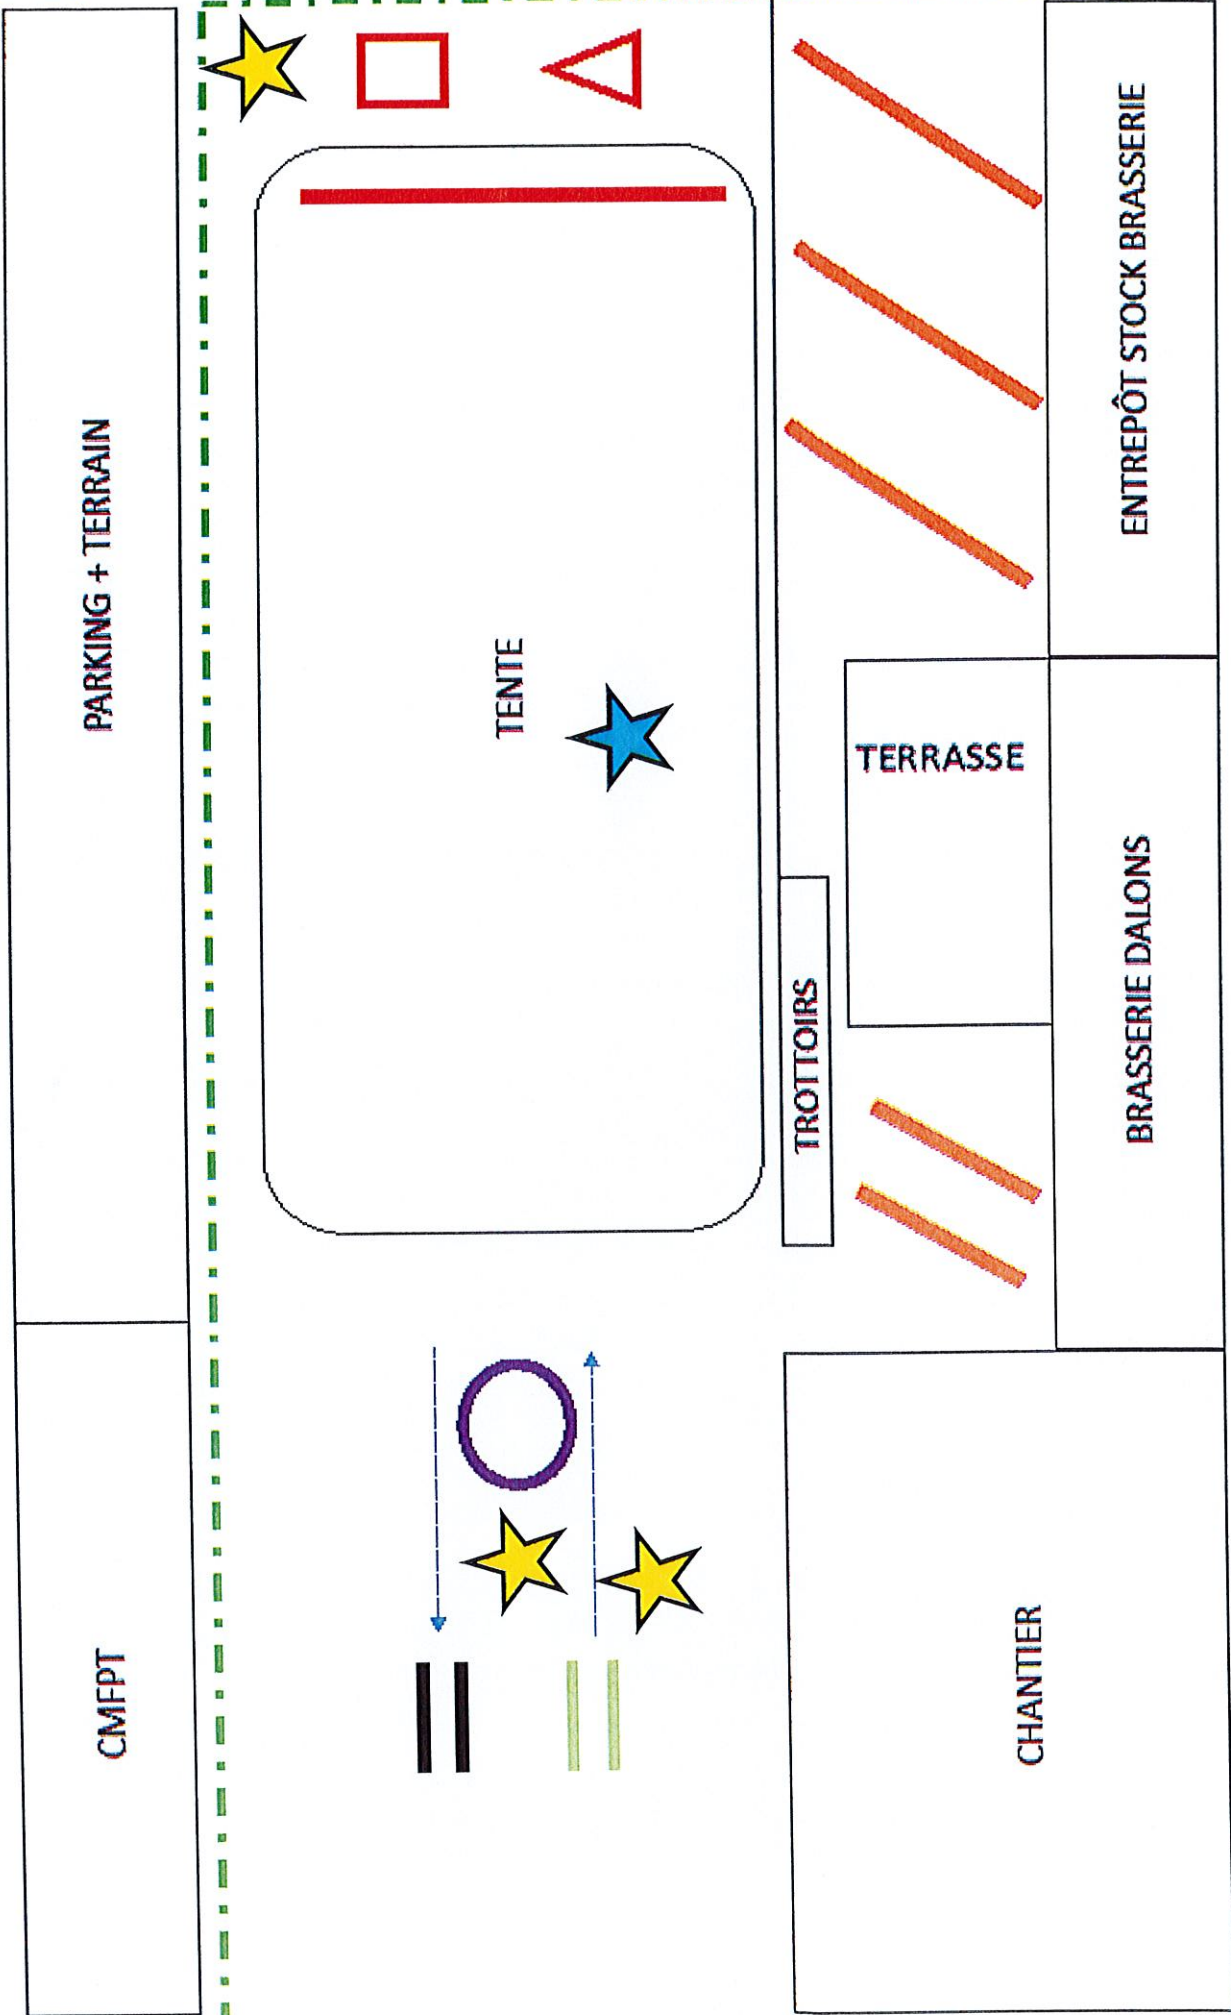 PARKING + TERRAIN
CMFPT
TENTE
TROTTOIRS
TERRASSE
ENTREPÔT STOCK BRASSERIE
BRASSERIE DALONS
CHANTIER